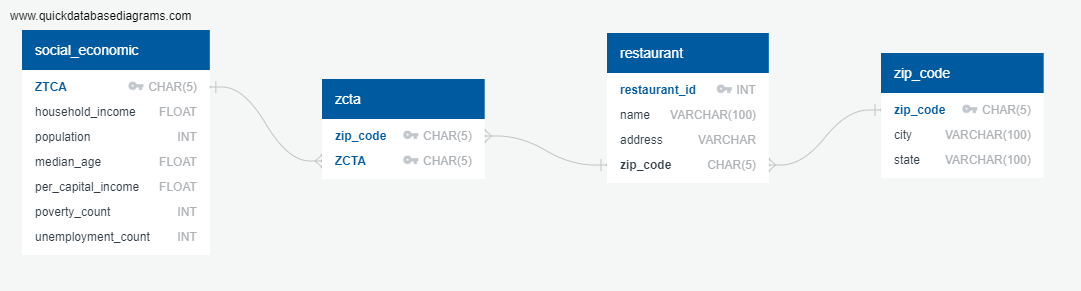 www.quickdatabasediagrams.com
social_economic
ZTCA CHAR(5)
household_income FLOAT
population INT
median_age FLOAT
per_capital_income FLOAT
poverty_count INT
unemployment_count INT
zcta
zip_code CHAR(5)
ZCTA CHAR(5)
restaurant
restaurant_id INT
name VARCHAR(100)
address VARCHAR
zip_code CHAR(5)
zip_code
zip_code CHAR(5)
city VARCHAR(100)
state VARCHAR(100)